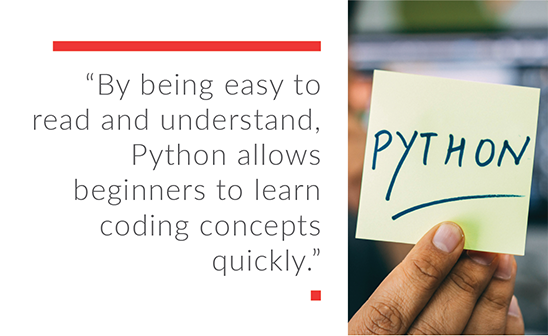 “By being easy to
read and understand,
Python allows
beginners to learn
coding concepts
quickly.”
PYTHON